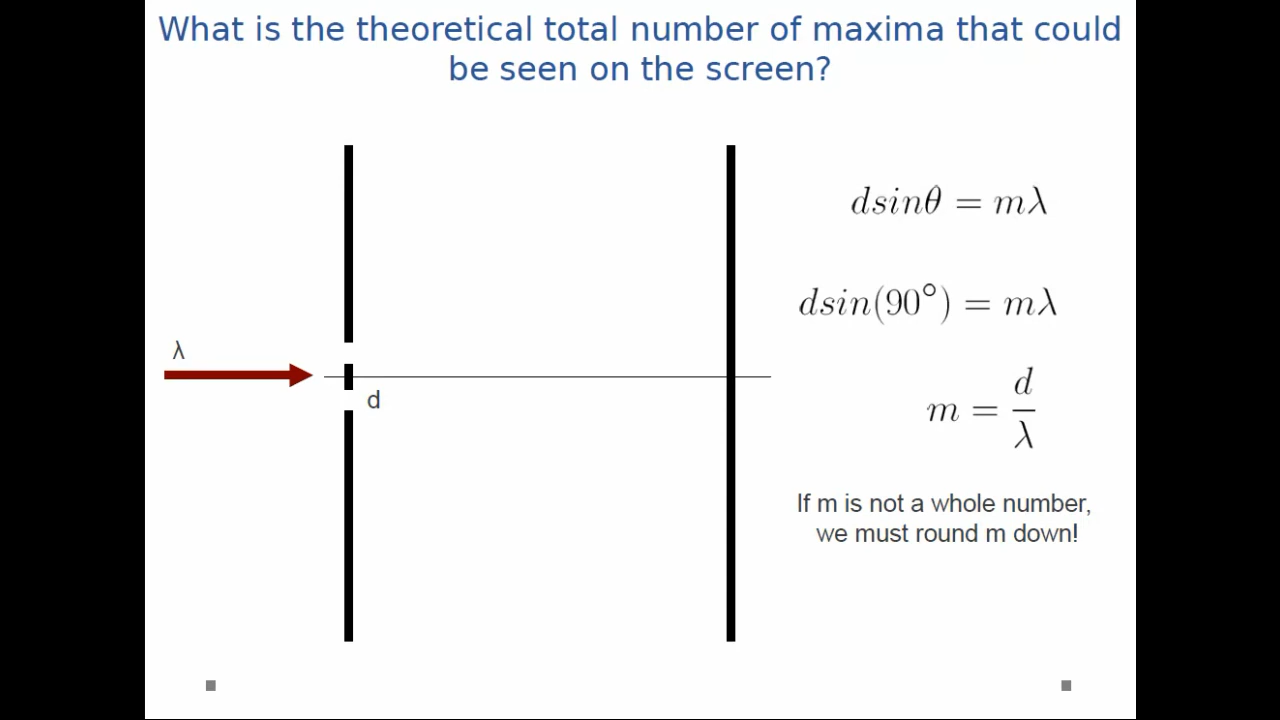 What is the theoretical total number of maxima that could
be seen on the screen?
dsinθ = mλ
dsin(90°) = mλ
λ
d
m = d/λ
If m is not a whole number,
we must round m down!